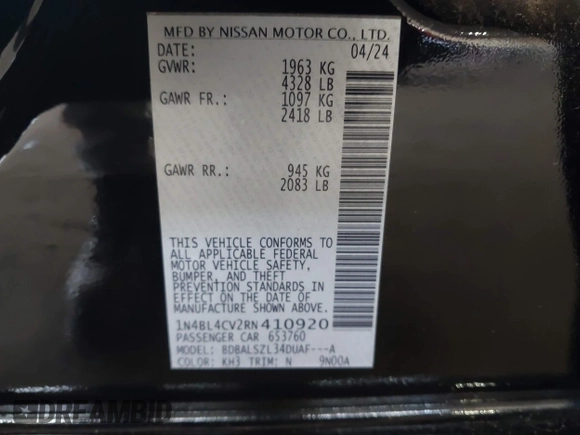 MFD BY NISSAN MOTOR CO., LTD.
DATE: 04/24
GVWR: 1963 KG
4328 LB
GAWR FR.: 1097 KG
2418 LB
GAWR RR.: 945 KG
2083 LB
THIS VEHICLE CONFORMS TO
ALL APPLICABLE FEDERAL
MOTOR VEHICLE SAFETY,
BUMPER, AND THEFT
PREVENTION STANDARDS IN
EFFECT ON THE DATE OF
MANUFACTURE SHOWN ABOVE.
1N4BL4CV2RN410920
PASSENGER CAR 653760
MODEL: BDBALSZL34DUAF---A
COLOR: KH3 TRIM: N 9N00A
DREAMBID